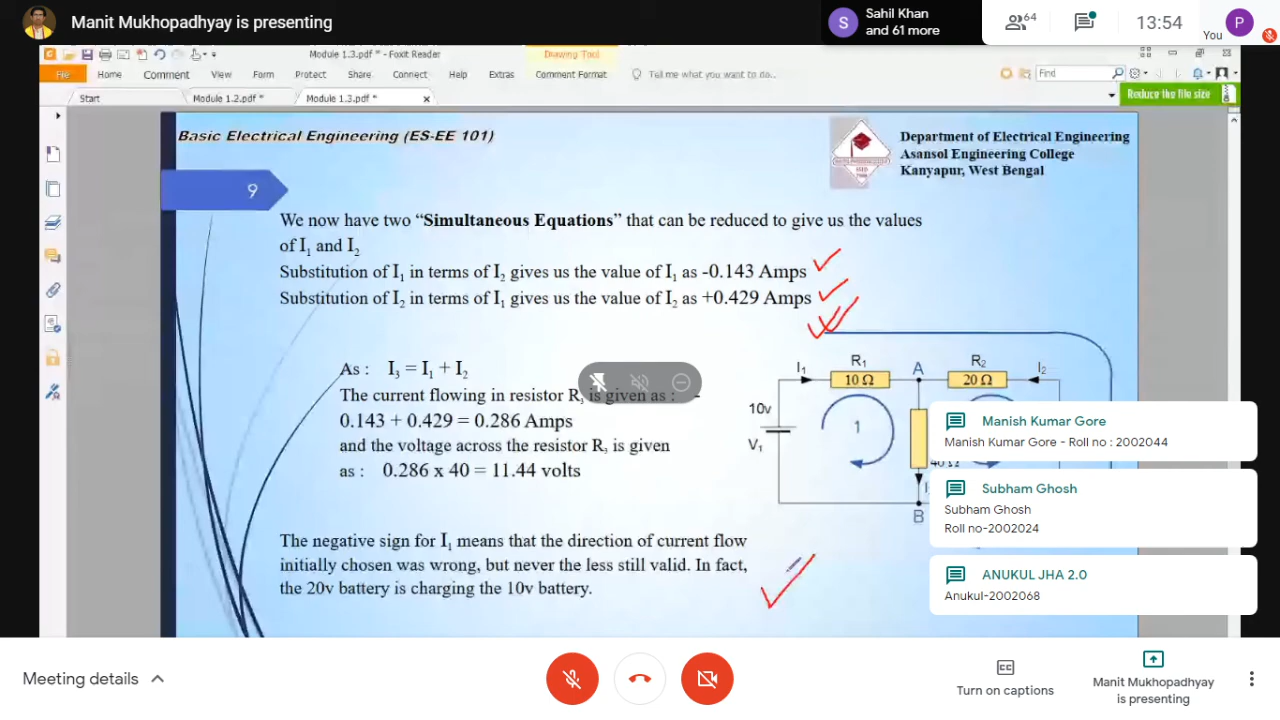 Manit Mukhopadhyay is presenting
S
Sahil Khan
and 61 more
64
13:54
You
P
Module 1.3.pdf * - Foxit Reader
Drawing Tool
File Home Comment View Form Protect Share Connect Help Extras Comment Format Tell me what you want to do...
Find
Start
Module 1.2.pdf *
Module 1.3.pdf *
Reduce the file size
Basic Electrical Engineering (ES-EE 101)
Department of Electrical Engineering
Asansol Engineering College
Kanyapur, West Bengal
9
We now have two “Simultaneous Equations” that can be reduced to give us the values
of I₁ and I₂
Substitution of I₁ in terms of I₂ gives us the value of I₁ as -0.143 Amps
Substitution of I₂ in terms of I₁ gives us the value of I₂ as +0.429 Amps
As : I₃ = I₁ + I₂
The current flowing in resistor R₃ is given as : -
0.143 + 0.429 = 0.286 Amps
and the voltage across the resistor R₃ is given
as : 0.286 x 40 = 11.44 volts
The negative sign for I₁ means that the direction of current flow
initially chosen was wrong, but never the less still valid. In fact,
the 20v battery is charging the 10v battery.
I₁
R₁
10 Ω
A
R₂
20 Ω
I₂
10v
V₁
1
40 Ω
B
Manish Kumar Gore
Manish Kumar Gore - Roll no : 2002044
Subham Ghosh
Subham Ghosh
Roll no-2002024
ANUKUL JHA 2.0
Anukul-2002068
Meeting details
Turn on captions
Manit Mukhopadhyay
is presenting